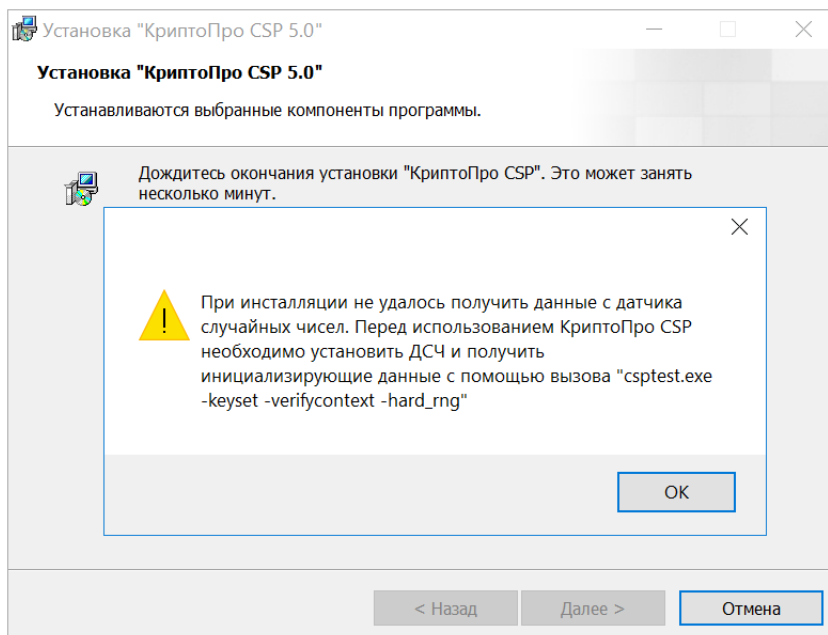 Установка "КриптоПро CSP 5.0"
Установка "КриптоПро CSP 5.0"
Устанавливаются выбранные компоненты программы.
Дождитесь окончания установки "КриптоПро CSP". Это может занять
несколько минут.
При инсталляции не удалось получить данные с датчика
случайных чисел. Перед использованием КриптоПро CSP
необходимо установить ДСЧ и получить
инициализирующие данные с помощью вызова "csptest.exe
-keyset -verifycontext -hard_rng"
OK
< Назад
Далее >
Отмена